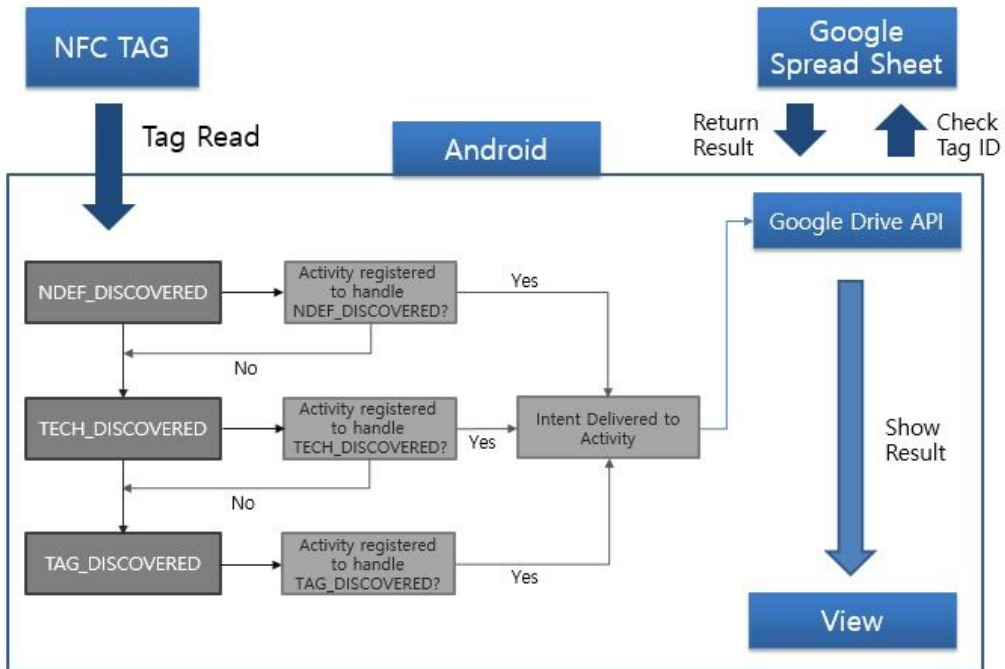 NFC TAG
Google
Spread Sheet
Tag Read
Return
Result
Check
Tag ID
Android
Google Drive API
NDEF_DISCOVERED
Activity registered
to handle
NDEF_DISCOVERED?
Yes
No
TECH_DISCOVERED
Activity registered
to handle
TECH_DISCOVERED?
Yes
Intent Delivered to
Activity
Show
Result
No
TAG_DISCOVERED
Activity registered
to handle
TAG_DISCOVERED?
Yes
View